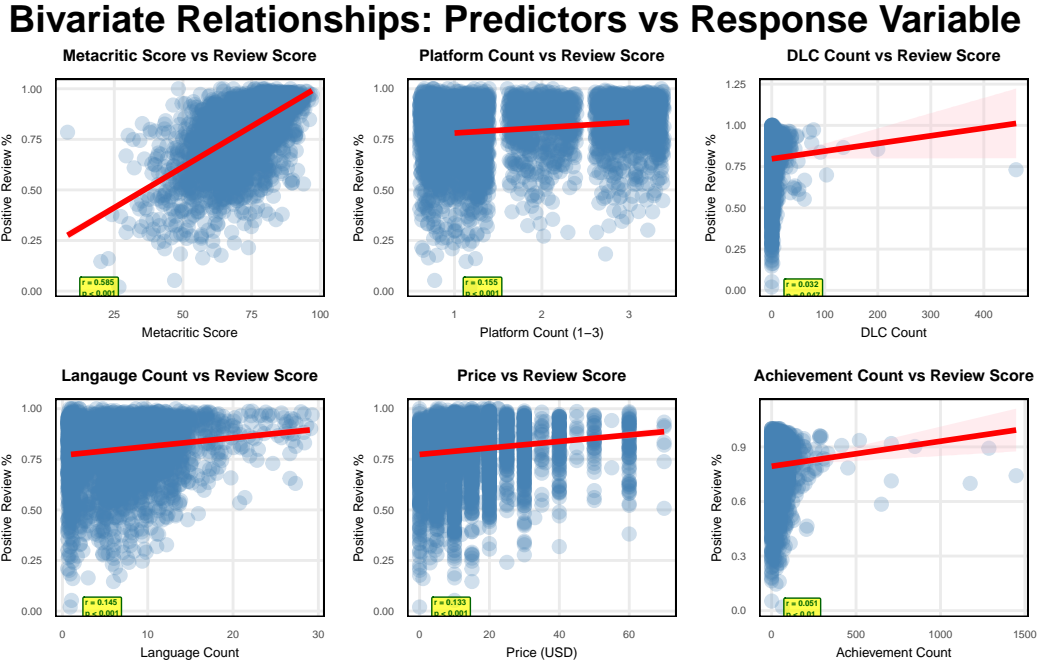 Bivariate Relationships: Predictors vs Response Variable
Metacritic Score vs Review Score
Positive Review %
1.00
0.75
0.50
0.25
0.00
r = 0.585
p < 0.001
25 50 75 100
Metacritic Score
Platform Count vs Review Score
Positive Review %
1.00
0.75
0.50
0.25
0.00
r = 0.155
p < 0.001
1 2 3
Platform Count (1−3)
DLC Count vs Review Score
Positive Review %
1.25
1.00
0.75
0.50
0.25
0.00
r = 0.032
p = 0.047
0 100 200 300 400
DLC Count
Langauge Count vs Review Score
Positive Review %
1.00
0.75
0.50
0.25
0.00
r = 0.145
p < 0.001
0 10 20 30
Language Count
Price vs Review Score
Positive Review %
1.00
0.75
0.50
0.25
0.00
r = 0.133
p < 0.001
0 20 40 60
Price (USD)
Achievement Count vs Review Score
Positive Review %
0.9
0.6
0.3
0.0
r = 0.051
p < 0.01
0 500 1000 1500
Achievement Count